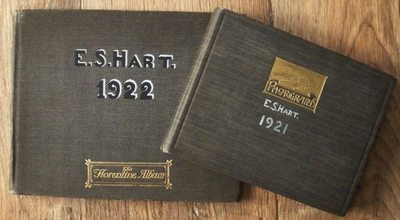 E.S.HART.
1922
The
Florentine Album
PHOTOGRAPHS
E.S.HART.
1921